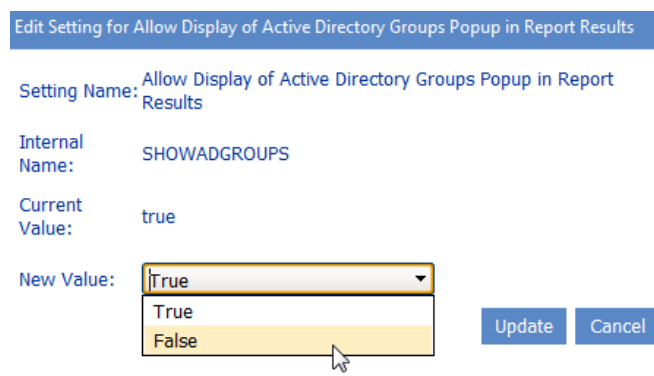 Edit Setting for Allow Display of Active Directory Groups Popup in Report Results
Setting Name: Allow Display of Active Directory Groups Popup in Report
Results
Internal
Name: SHOWADGROUPS
Current
Value: true
New Value: True
True
False
Update Cancel